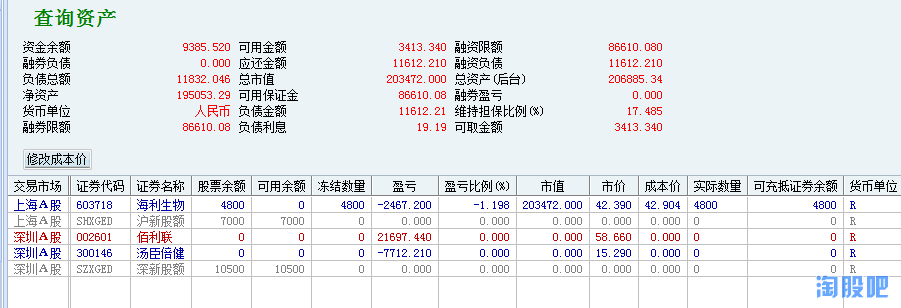 查询资产
资金余额 9385.520 可用金额 3413.340 融资限额 86610.080
融券负债 0.000 应还金额 11612.210 融资负债 11612.210
负债总额 11832.046 总市值 203472.000 总资产(后台) 206885.34
净资产 195053.29 可用保证金 86610.08 融券盈亏 0.000
货币单位 人民币 负债金额 11612.21 维持担保比例(%) 17.485
融券限额 86610.08 负债利息 19.19 可取金额 3413.340
修改成本价
交易市场 证券代码 证券名称 股票余额 可用余额 冻结数量 盈亏 盈亏比例(%) 市值 市价 成本价 实际数量 可充抵证券余额 货币单位
上海A股 603718 海利生物 4800 0 4800 -2467.200 -1.198 203472.000 42.390 42.904 4800 4800 R
上海A股 SHXGED 沪新股额 7000 7000 0 0.000 0.000 0.000 0.000 0.000 0 0 R
深圳A股 002601 佰利联 0 0 0 21697.440 0.000 0.000 58.660 0.000 0 0 R
深圳A股 300146 汤臣倍健 0 0 0 -7712.210 0.000 0.000 15.290 0.000 0 0 R
深圳A股 SZXGED 深新股额 10500 10500 0 0.000 0.000 0.000 0.000 0.000 0 0 R
淘股吧